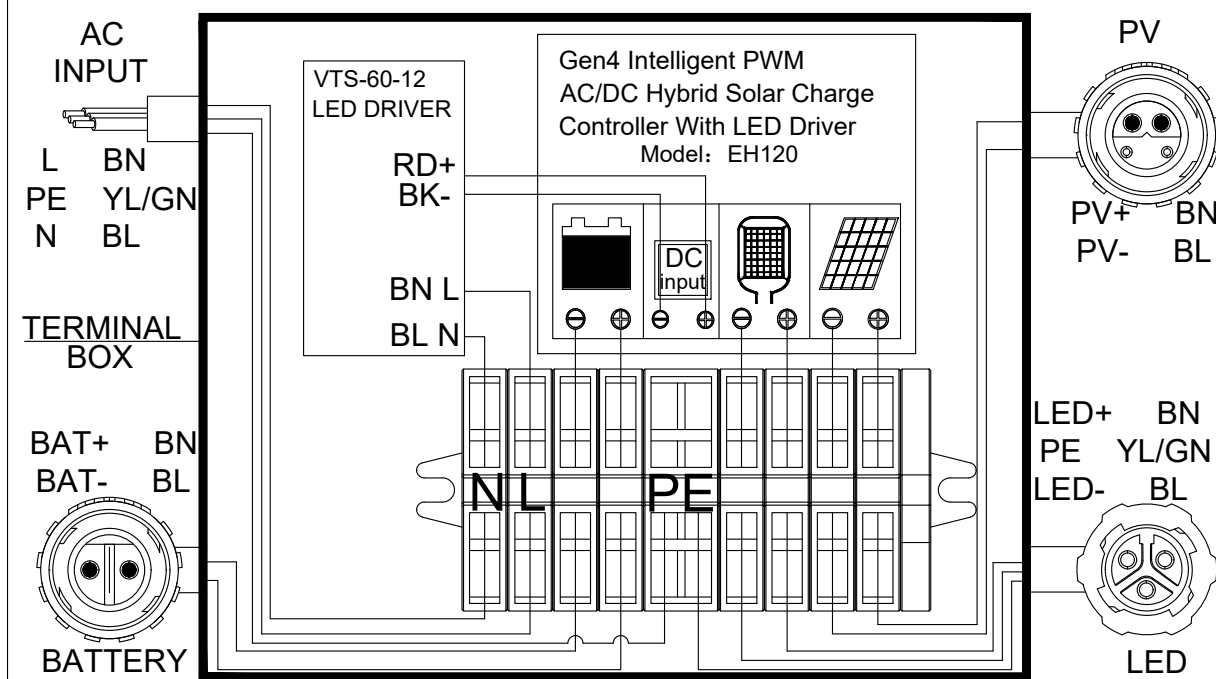 AC
INPUT
L BN
PE YL/GN
N BL
TERMINAL
BOX
BAT+ BN
BAT- BL
BATTERY
VTS-60-12
LED DRIVER
RD+
BK-
BN L
BL N
Gen4 Intelligent PWM
AC/DC Hybrid Solar Charge
Controller With LED Driver
Model: EH120
DC
input
N L PE
PV
PV+ BN
PV- BL
LED+ BN
PE YL/GN
LED- BL
LED